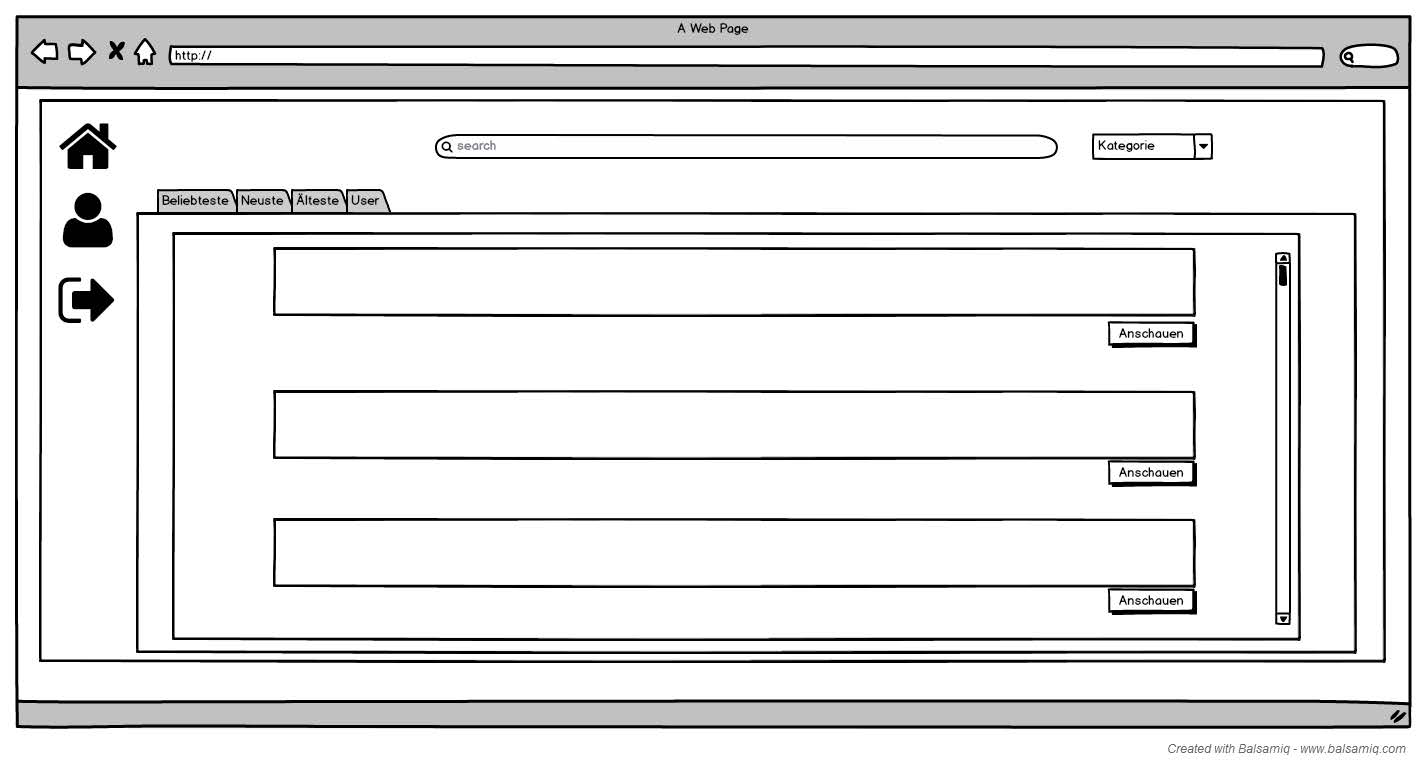 A Web Page
http://
search
Kategorie
Beliebteste Neuste Älteste User
Anschauen
Anschauen
Anschauen
Created with Balsamiq - www.balsamiq.com